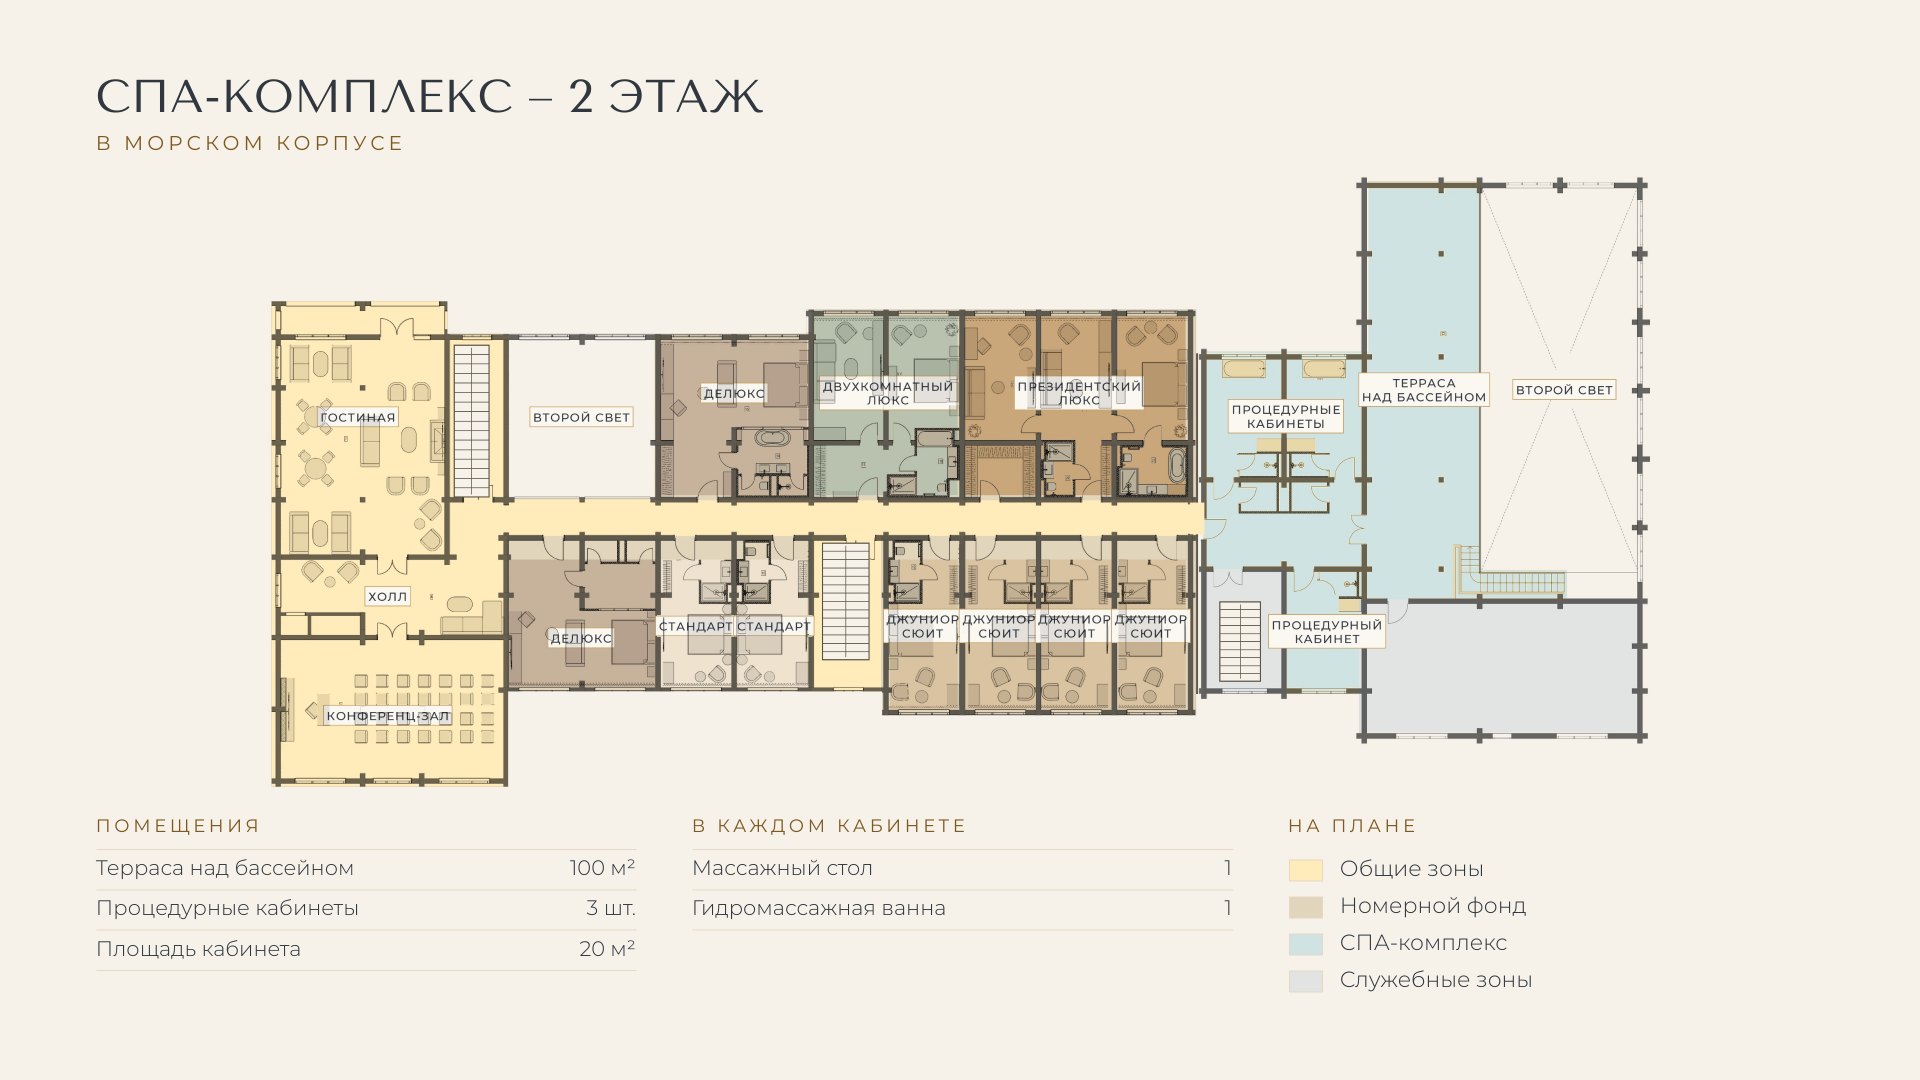 СПА-КОМПЛЕКС – 2 ЭТАЖ
В МОРСКОМ КОРПУСЕ
ГОСТИНАЯ
ВТОРОЙ СВЕТ
ДЕЛЮКС
ДВУХКОМНАТНЫЙ
ЛЮКС
ПРЕЗИДЕНТСКИЙ
ЛЮКС
ПРОЦЕДУРНЫЕ
КАБИНЕТЫ
ТЕРРАСА
НАД БАССЕЙНОМ
ВТОРОЙ СВЕТ
ХОЛЛ
ДЕЛЮКС
СТАНДАРТ
СТАНДАРТ
ДЖУНИОР
СЮИТ
ДЖУНИОР
СЮИТ
ДЖУНИОР
СЮИТ
ДЖУНИОР
СЮИТ
ПРОЦЕДУРНЫЙ
КАБИНЕТ
КОНФЕРЕНЦ-ЗАЛ
ПОМЕЩЕНИЯ
Терраса над бассейном 100 м²
Процедурные кабинеты 3 шт.
Площадь кабинета 20 м²
В КАЖДОМ КАБИНЕТЕ
Массажный стол 1
Гидромассажная ванна 1
НА ПЛАНЕ
Общие зоны
Номерной фонд
СПА-комплекс
Служебные зоны